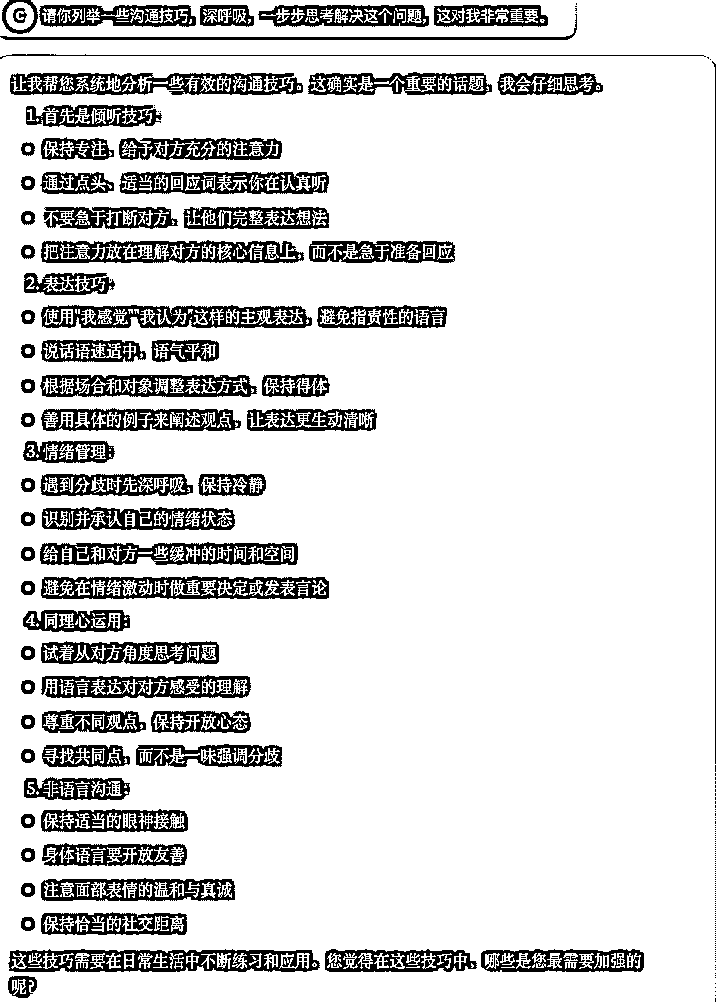 G 请你列举一些沟通技巧，深呼吸，一步步思考解决这个问题，这对我非常重要。
让我帮您系统地分析一些有效的沟通技巧。这确实是一个重要的话题，我会仔细思考。
1. 首先是倾听技巧：
保持专注，给予对方充分的注意力
通过点头、适当的回应词表示你在认真听
不要急于打断对方，让他们完整表达想法
把注意力放在理解对方的核心信息上，而不是急于准备回应
2. 表达技巧：
使用"我感觉""我认为"这样的主观表达，避免指责性的语言
说话语速适中，语气平和
根据场合和对象调整表达方式，保持得体
善用具体的例子来阐述观点，让表达更生动清晰
3. 情绪管理：
遇到分歧时先深呼吸，保持冷静
识别并承认自己的情绪状态
给自己和对方一些缓冲的时间和空间
避免在情绪激动时做重要决定或发表言论
4. 同理心运用：
试着从对方角度思考问题
用语言表达对对方感受的理解
尊重不同观点，保持开放心态
寻找共同点，而不是一味强调分歧
5. 非语言沟通：
保持适当的眼神接触
身体语言要开放友善
注意面部表情的温和与真诚
保持恰当的社交距离
这些技巧需要在日常生活中不断练习和应用。您觉得在这些技巧中，哪些是您最需要加强的
呢？